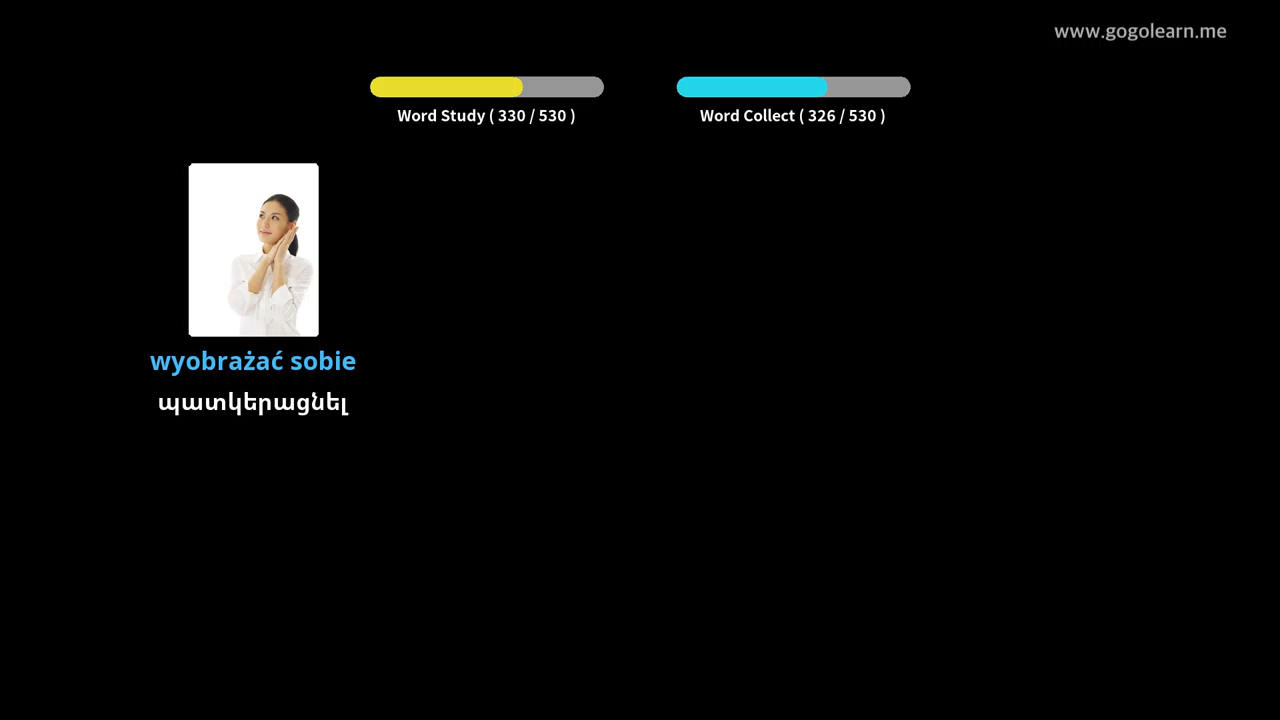 www.gogolearn.me
Word Study ( 330 / 530 )
Word Collect ( 326 / 530 )
wyobrażać sobie
պատկերացնել